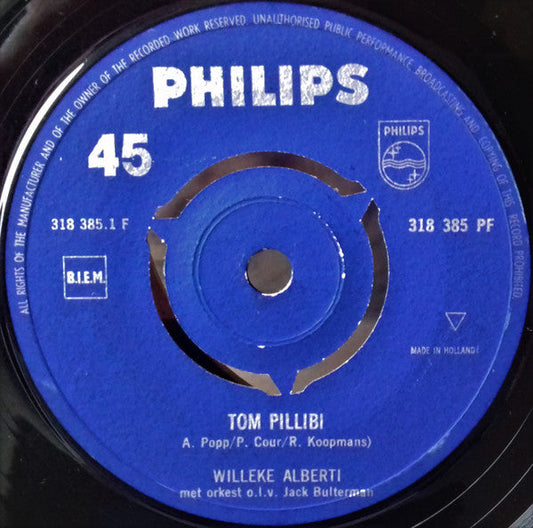 ALL RIGHTS OF THE MANUFACTURER AND OF THE OWNER OF THE RECORDED WORK RESERVED. UNAUTHORISED PUBLIC PERFORMANCE, BROADCASTING AND COPYING OF THIS RECORD PROHIBITED.
PHILIPS
45
PHILIPS
318 385.1 F
318 385 PF
B.I.E.M.
MADE IN HOLLAND!
TOM PILLIBI
A. Popp/P. Cour/R. Koopmans)
WILLEKE ALBERTI
met orkest o.l.v. Jack Bulterman